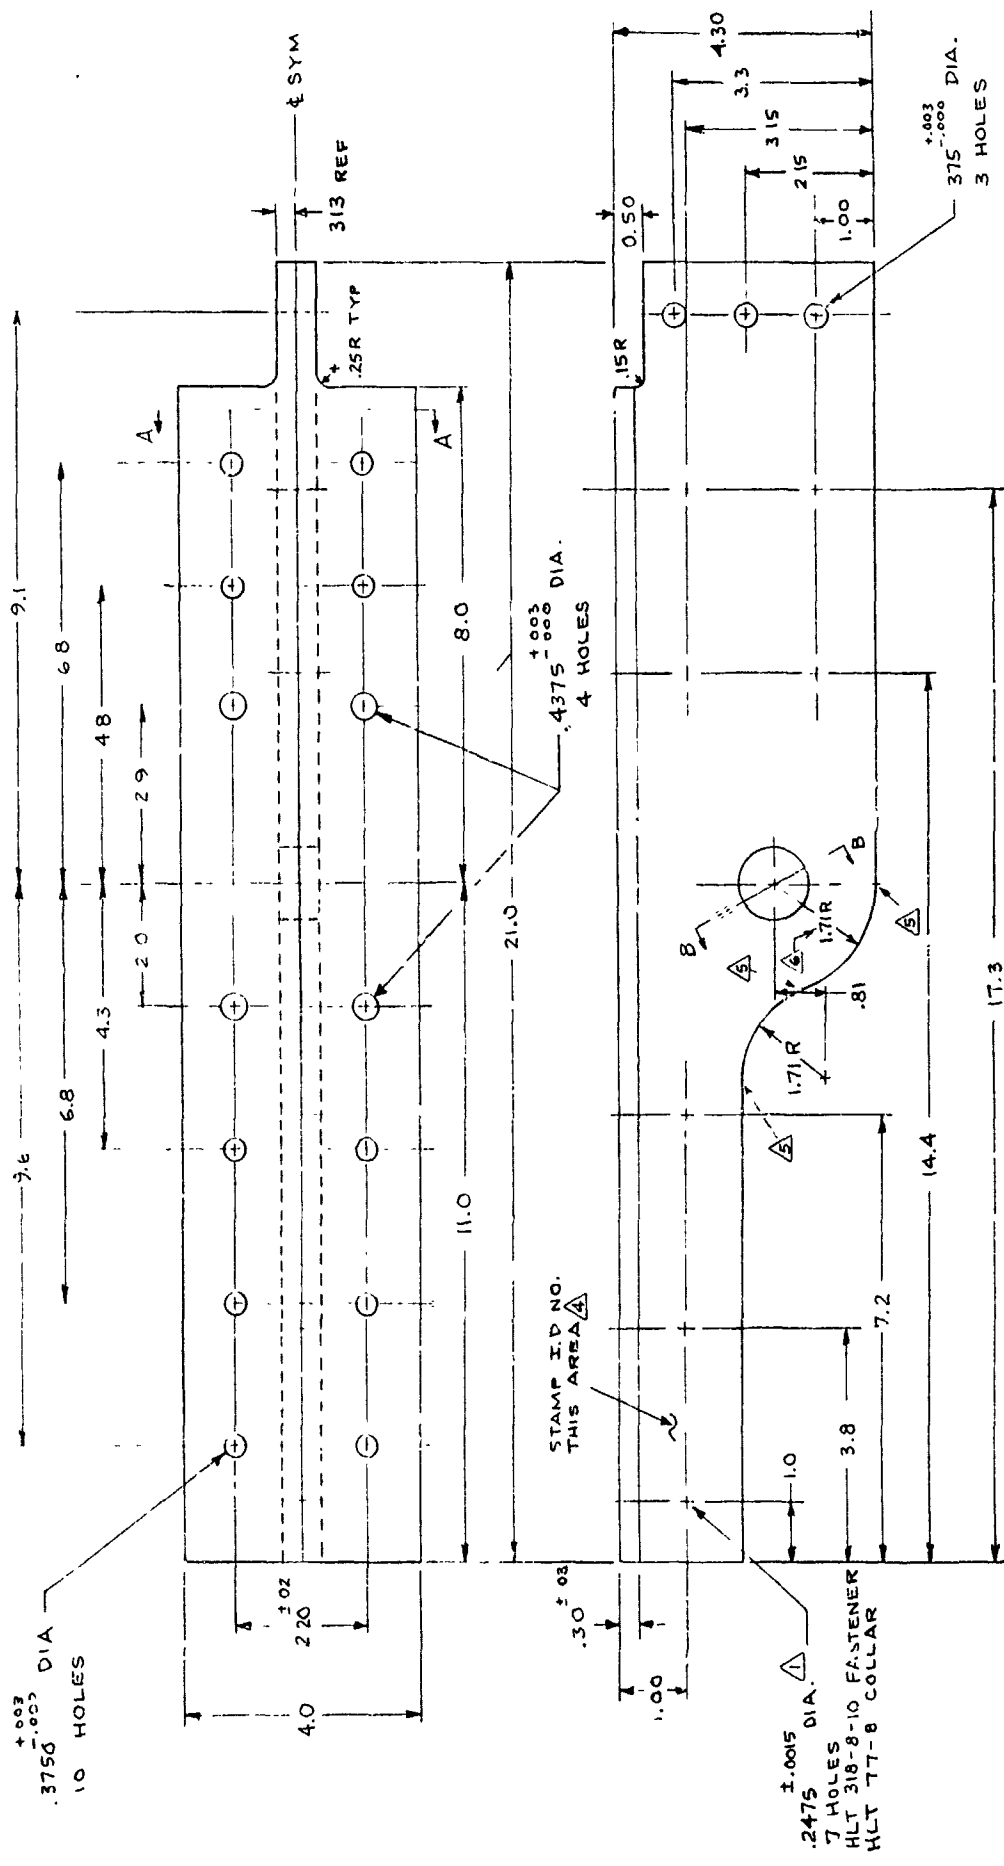 9.1
6 8
4 8
2 9
9.6
6.8
4.3
2 0
¢ SYM
313 REF
.25R TYP
A
A
8.0
11.0
21.0
.4375 +.003 -.000 DIA.
4 HOLES
+.003
DIA
10 HOLES
2 20 ±02
4.0
4.30
3.3
3 15
2 15
1.00
0.50
.15R
375 +.003 -.000 DIA.
3 HOLES
B
B
5
6
1.71R
5
.81
1.71R
5
STAMP I.D NO.
THIS AREA 4
.30 ±03
1.00
1.0
3.8
7.2
14.4
17.3
.2475 ±.0015 DIA. 1
7 HOLES
HLT 318-8-10 FASTENER
HLT 77-8 COLLAR